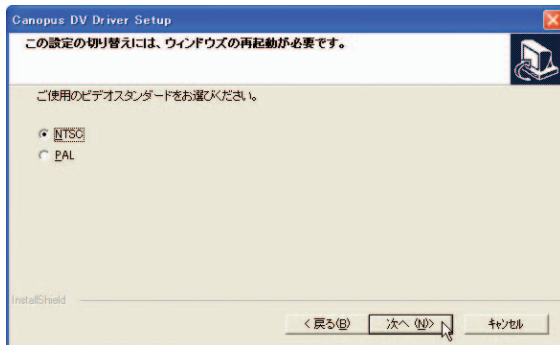 Canopus DV Driver Setup
この設定の切り替えには、ウィンドウズの再起動が必要です。
ご使用のビデオスタンダードをお選びください。
NTSC
PAL
InstallShield
< 戻る(B) 次へ (N)> キャンセル